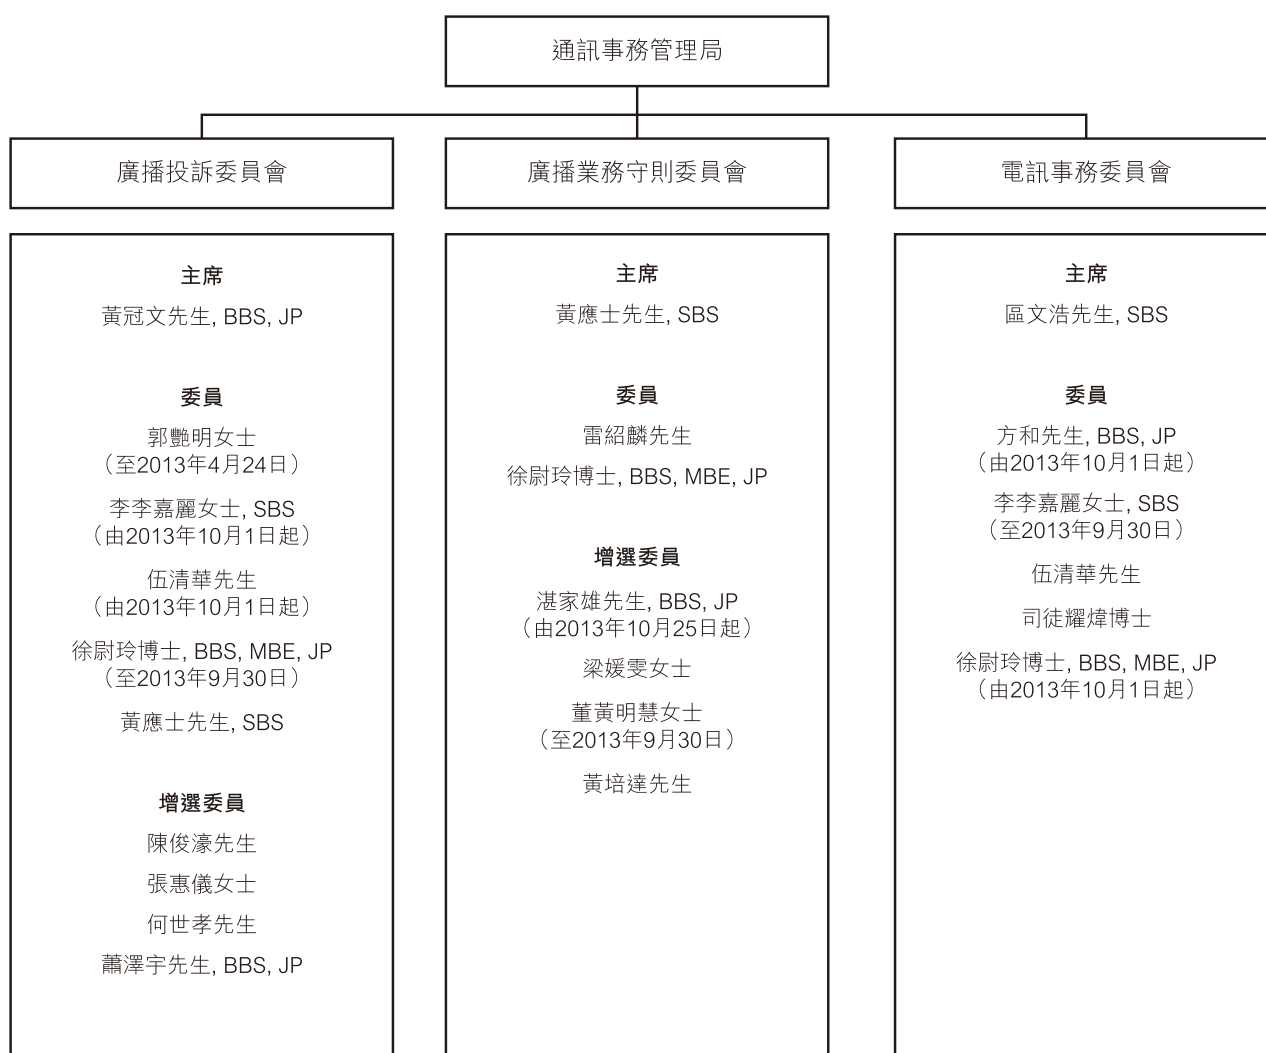 通訊事務管理局
廣播投訴委員會
主席
黃冠文先生, BBS, JP
委員
郭艷明女士
（至2013年4月24日）
李李嘉麗女士, SBS
（由2013年10月1日起）
伍清華先生
（由2013年10月1日起）
徐尉玲博士, BBS, MBE, JP
（至2013年9月30日）
黃應士先生, SBS
增選委員
陳俊濠先生
張惠儀女士
何世孝先生
蕭澤宇先生, BBS, JP
廣播業務守則委員會
主席
黃應士先生, SBS
委員
雷紹麟先生
徐尉玲博士, BBS, MBE, JP
增選委員
湛家雄先生, BBS, JP
（由2013年10月25日起）
梁媛雯女士
董黃明慧女士
（至2013年9月30日）
黃培達先生
電訊事務委員會
主席
區文浩先生, SBS
委員
方和先生, BBS, JP
（由2013年10月1日起）
李李嘉麗女士, SBS
（至2013年9月30日）
伍清華先生
司徒耀煒博士
徐尉玲博士, BBS, MBE, JP
（由2013年10月1日起）